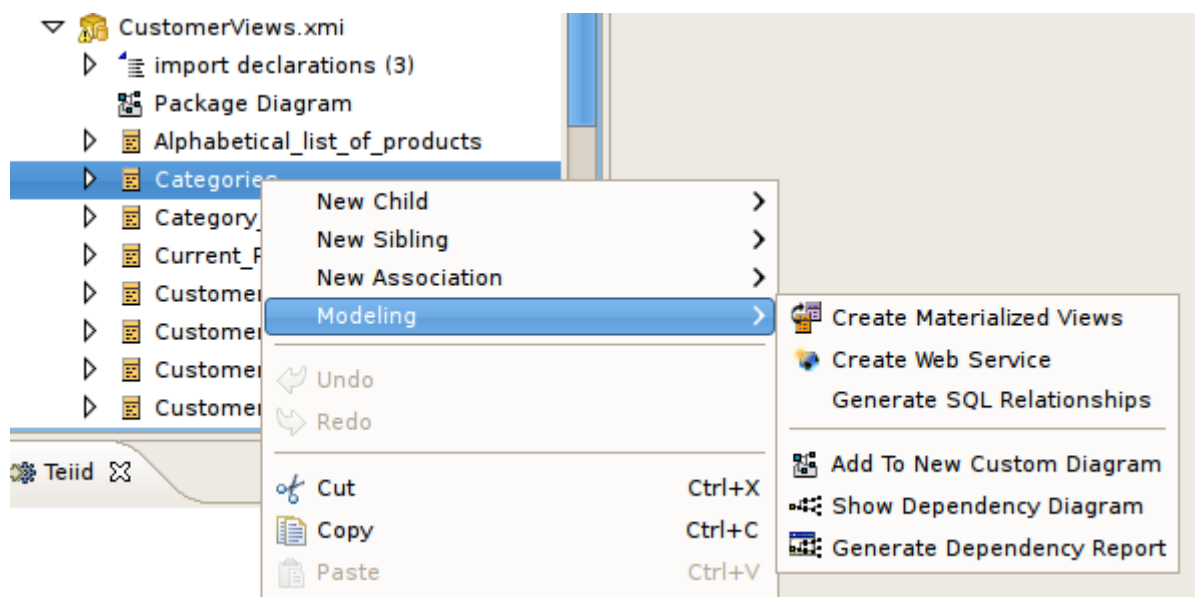 CustomerViews.xmi
import declarations (3)
Package Diagram
Alphabetical_list_of_products
Categories
Category_
Current_P
Customer
Customer
Customer
Customer
Teiid
New Child
New Sibling
New Association
Modeling
Undo
Redo
Cut Ctrl+X
Copy Ctrl+C
Paste Ctrl+V
Create Materialized Views
Create Web Service
Generate SQL Relationships
Add To New Custom Diagram
Show Dependency Diagram
Generate Dependency Report